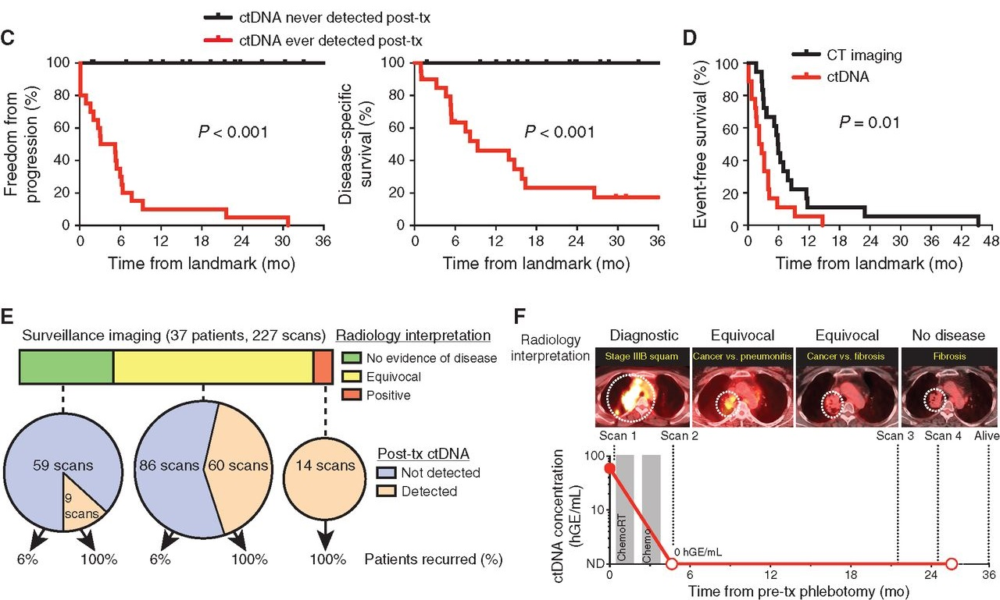 ctDNA never detected post-tx
ctDNA ever detected post-tx
C
Freedom from
progression (%)
100
80
60
40
20
0
P < 0.001
0 6 12 18 24 30 36
Time from landmark (mo)
Disease-specific
survival (%)
100
80
60
40
20
0
P < 0.001
0 6 12 18 24 30 36
Time from landmark (mo)
D
CT imaging
ctDNA
Event-free survival (%)
100
80
60
40
20
0
P = 0.01
0 6 12 18 24 30 36 42 48
Time from landmark (mo)
E
Surveillance imaging (37 patients, 227 scans)
Radiology interpretation
No evidence of disease
Equivocal
Positive
59 scans
9
scans
86 scans
60 scans
14 scans
Post-tx ctDNA
Not detected
Detected
6%
100%
6%
100%
100%
Patients recurred (%)
F
Radiology
interpretation
Diagnostic
Equivocal
Equivocal
No disease
Stage IIIB squam
Cancer vs. pneumonitis
Cancer vs. fibrosis
Fibrosis
Scan 1
Scan 2
Scan 3
Scan 4
Alive
ctDNA concentration
(hGE/mL)
100
10
ND
ChemoRT
Chemo
0 hGE/mL
6 12 18 24 36
Time from pre-tx phlebotomy (mo)